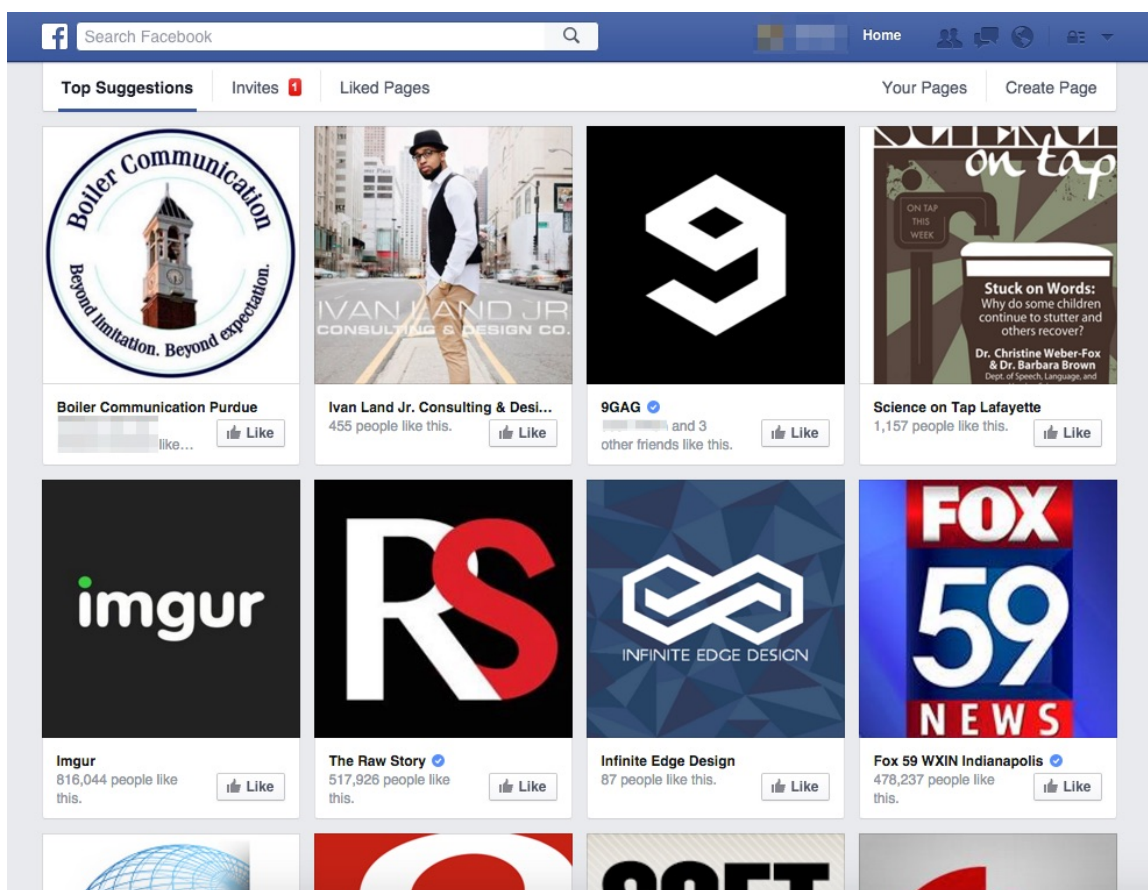 f
Search Facebook
Home
Top Suggestions
Invites 1
Liked Pages
Your Pages
Create Page
Boiler Communication
Beyond limitation. Beyond expectation.
Boiler Communication Purdue
like...
Like
IVAN LAND JR
CONSULTING & DESIGN CO.
Ivan Land Jr. Consulting & Desi...
455 people like this.
Like
9
9GAG
and 3
other friends like this.
Like
SCIENCE
on tap
ON TAP
THIS
WEEK
Stuck on Words:
Why do some children
continue to stutter and
others recover?
Dr. Christine Weber-Fox
& Dr. Barbara Brown
Dept. of Speech, Language, and
Science on Tap Lafayette
1,157 people like this.
Like
imgur
Imgur
816,044 people like
this.
Like
RS
The Raw Story
517,926 people like
this.
Like
INFINITE EDGE DESIGN
Infinite Edge Design
87 people like this.
Like
FOX
59
NEWS
Fox 59 WXIN Indianapolis
478,237 people like
this.
Like